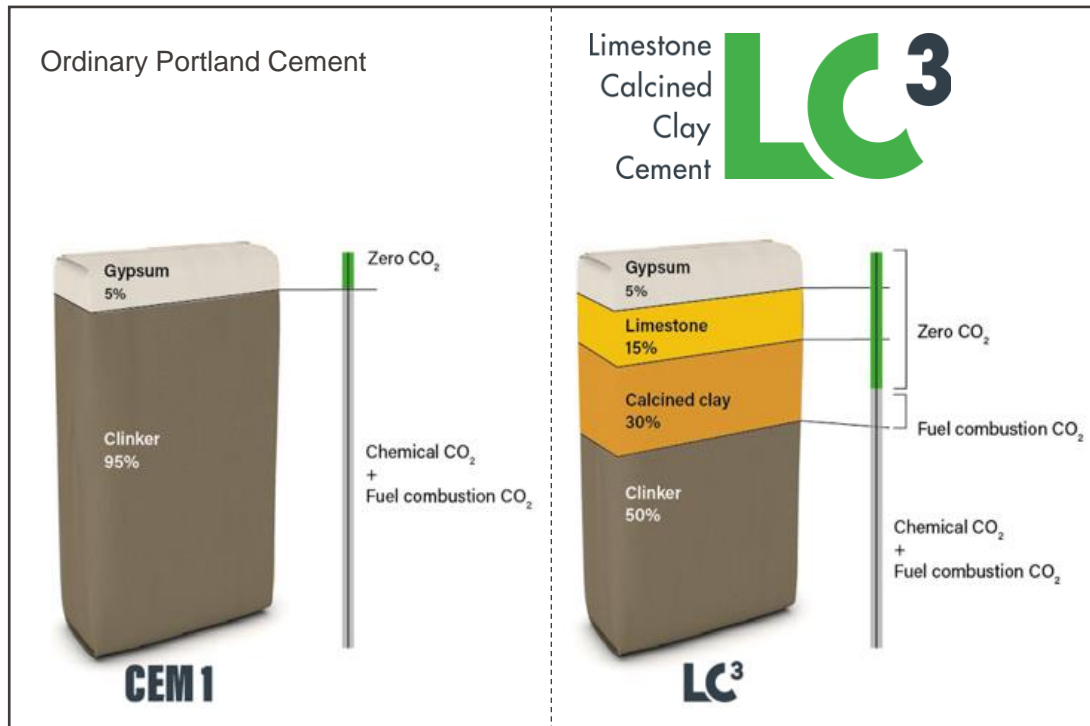 Ordinary Portland Cement
Gypsum
5%
Zero CO₂
Clinker
95%
Chemical CO₂
+
Fuel combustion CO₂
CEM 1
Limestone
Calcined
Clay
Cement
LC³
Gypsum
5%
Limestone
15%
Zero CO₂
Calcined clay
30%
Fuel combustion CO₂
Clinker
50%
Chemical CO₂
+
Fuel combustion CO₂
LC³